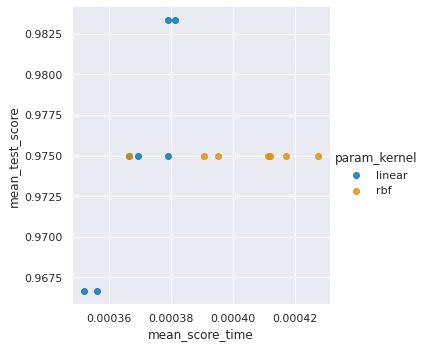 0.9825
0.9800
0.9775
0.9750
0.9725
0.9700
0.9675
mean_test_score
0.00036 0.00038 0.00040 0.00042
mean_score_time
param_kernel
linear
rbf